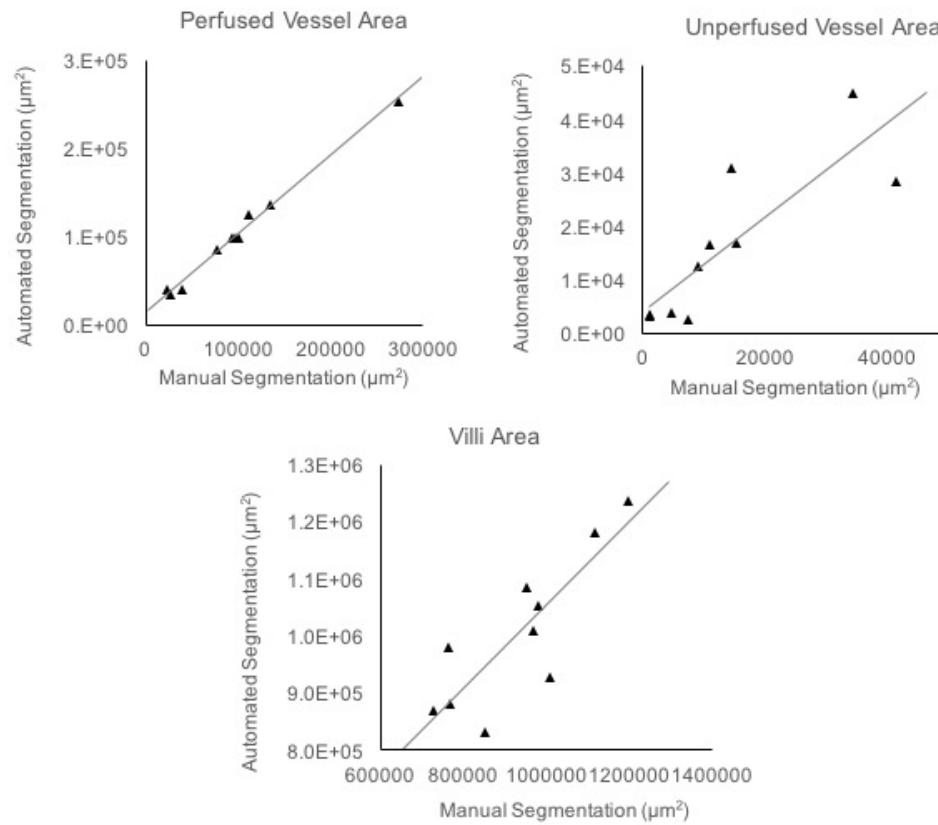 Perfused Vessel Area
Automated Segmentation (µm²)
3.E+05
2.E+05
1.E+05
0.E+00
0 100000 200000 300000
Manual Segmentation (µm²)
Unperfused Vessel Area
Automated Segmentation (µm²)
5.E+04
4.E+04
3.E+04
2.E+04
1.E+04
0.E+00
0 20000 40000
Manual Segmentation (µm²)
Villi Area
Automated Segmentation (µm²)
1.3E+06
1.2E+06
1.1E+06
1.0E+06
9.0E+05
8.0E+05
600000 800000 1000000 1200000 1400000
Manual Segmentation (µm²)